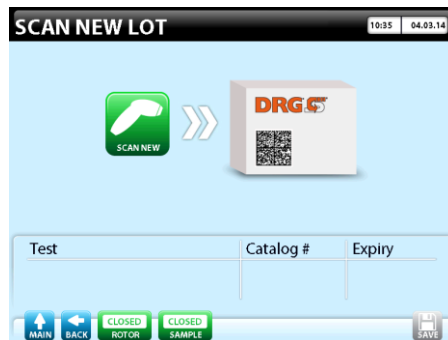 SCAN NEW LOT
10:35 04.03.14
SCAN NEW
DRG
Test Catalog # Expiry
MAIN BACK CLOSED ROTOR CLOSED SAMPLE SAVE